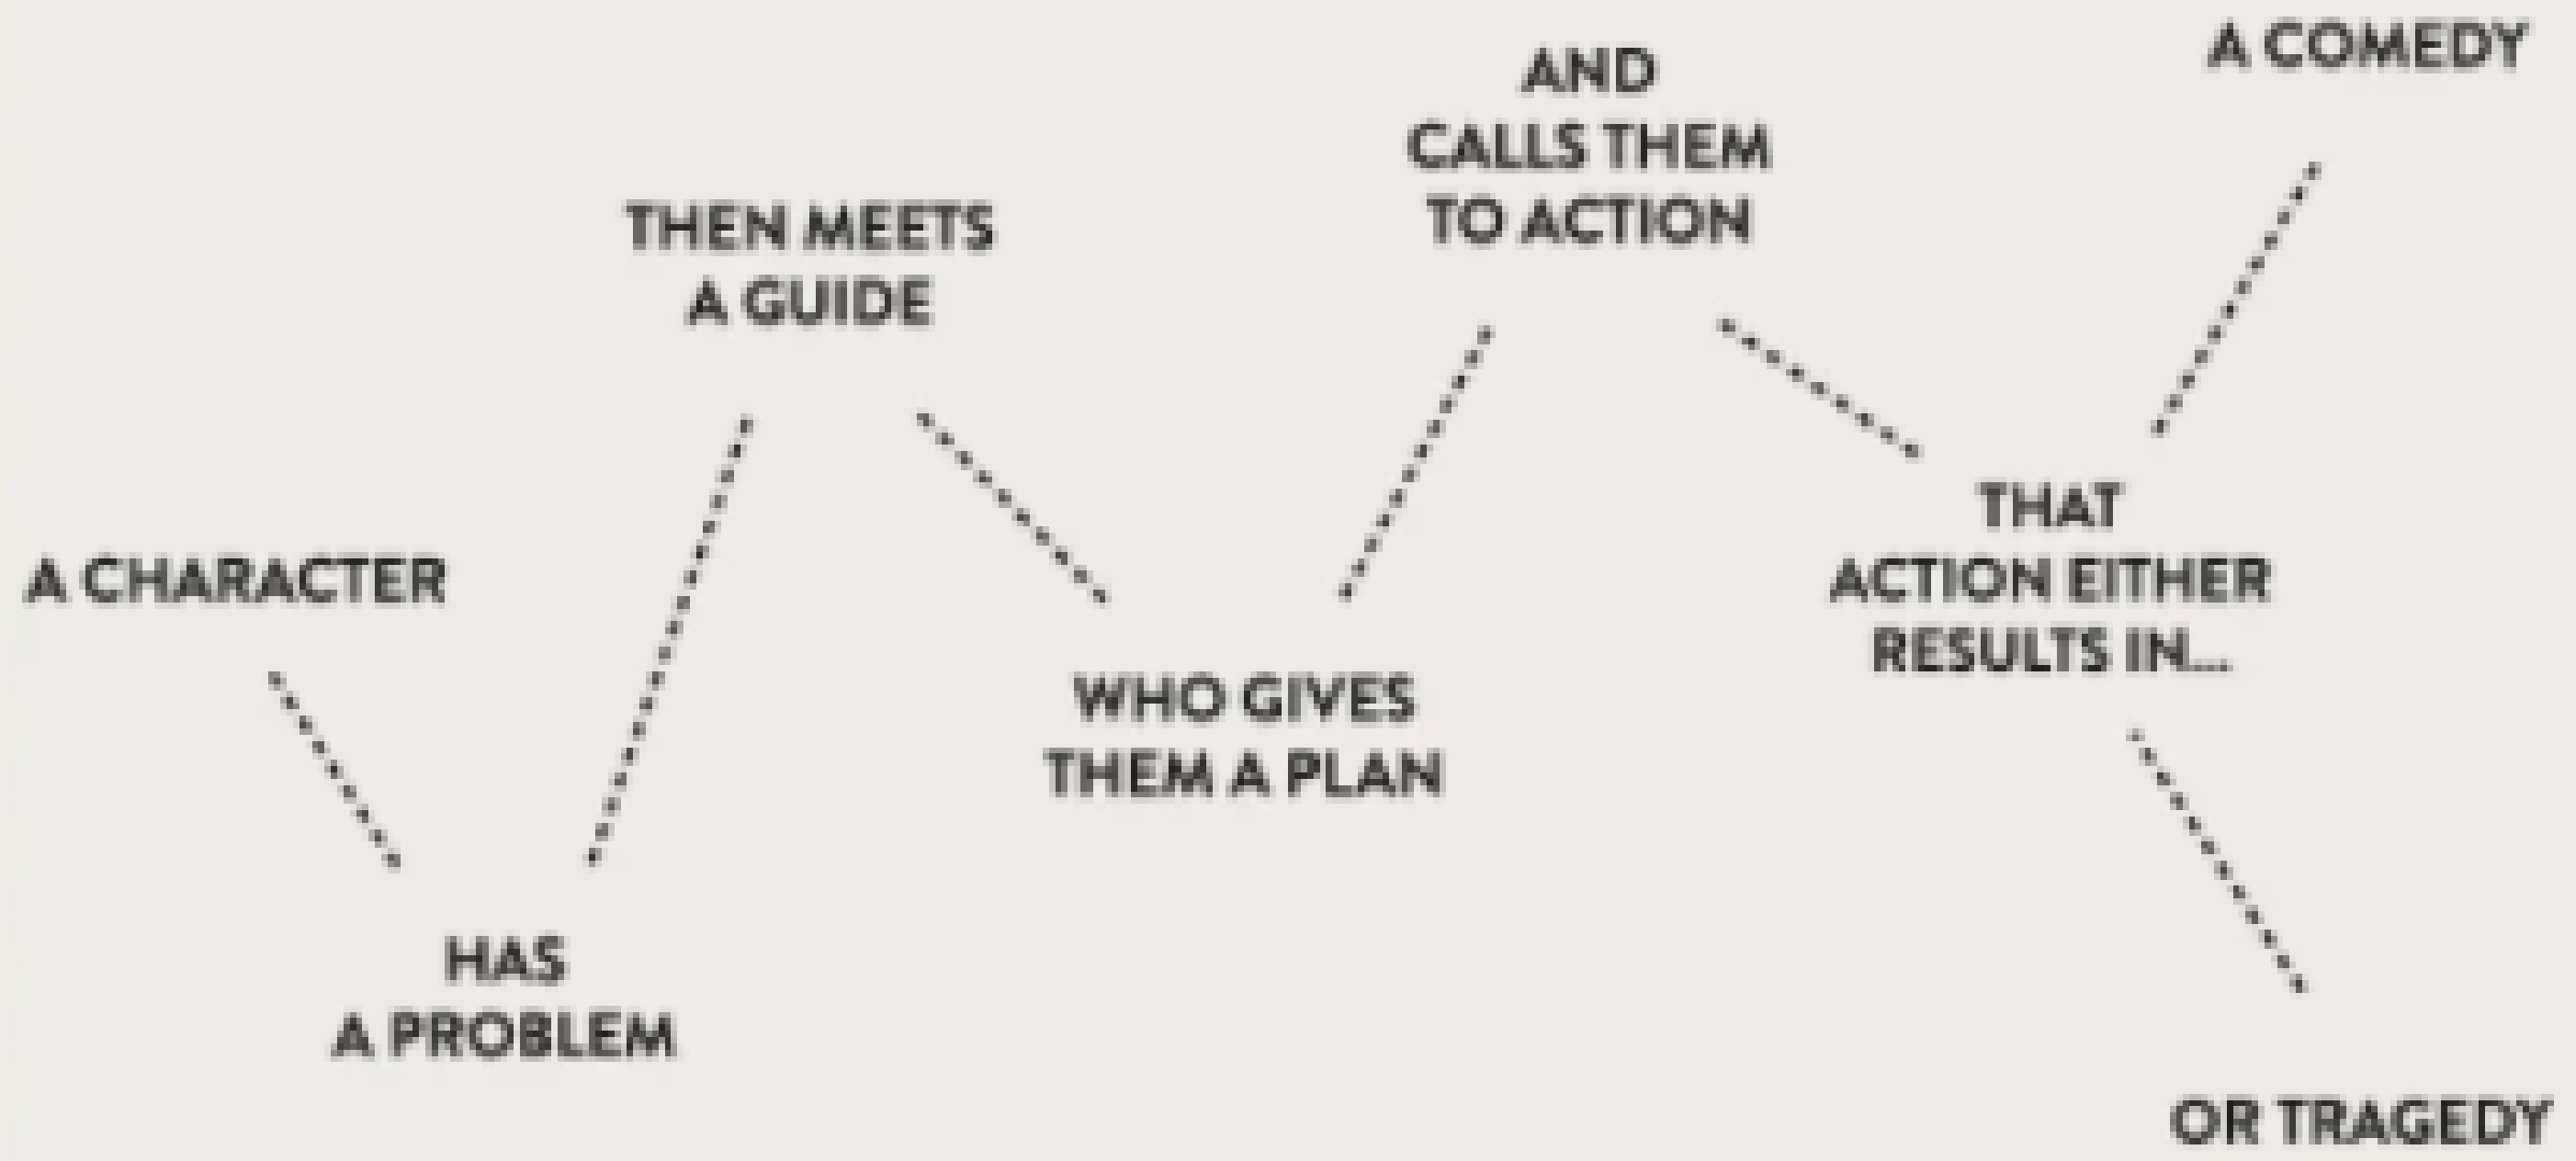 A CHARACTER
HAS
A PROBLEM
THEN MEETS
A GUIDE
WHO GIVES
THEM A PLAN
AND
CALLS THEM
TO ACTION
THAT
ACTION EITHER
RESULTS IN...
A COMEDY
OR TRAGEDY